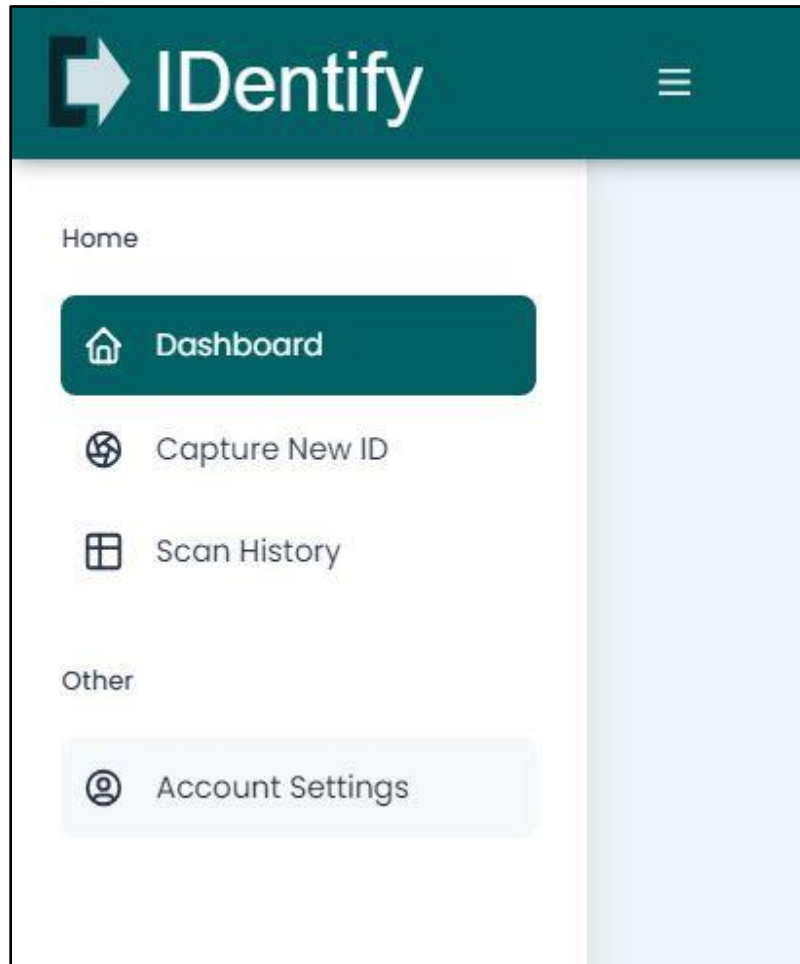 IDentify
Home
Dashboard
Capture New ID
Scan History
Other
Account Settings